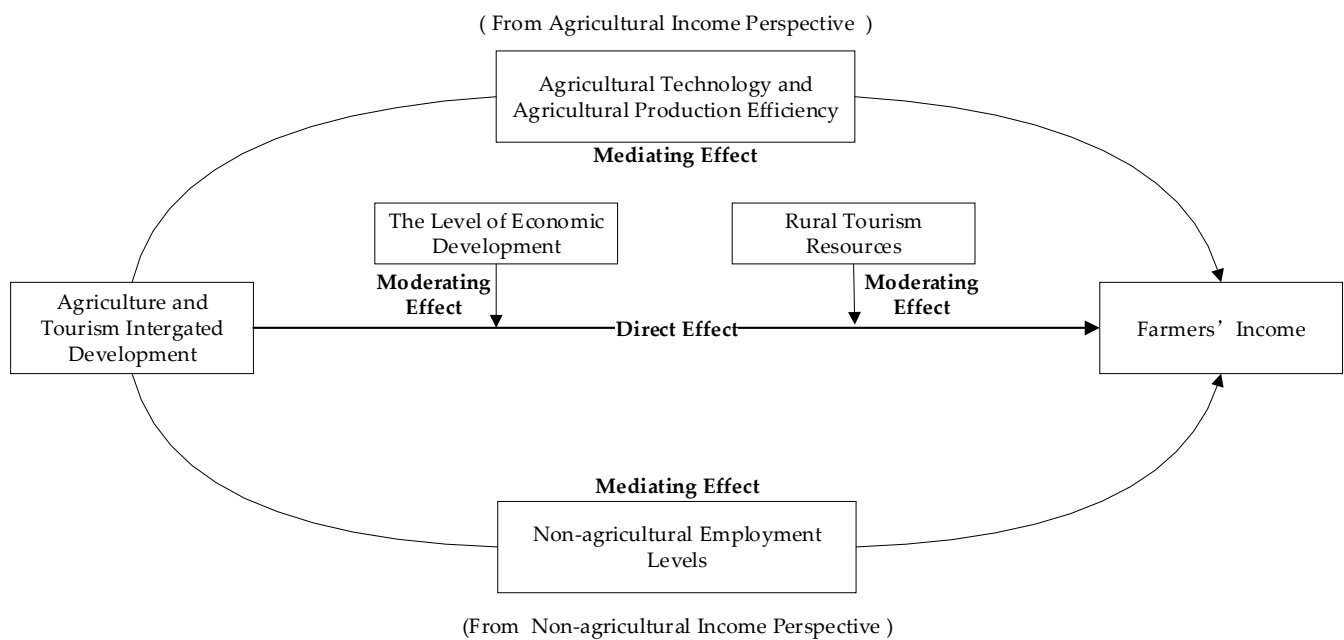 ( From Agricultural Income Perspective )
Agricultural Technology and
Agricultural Production Efficiency
Mediating Effect
The Level of Economic
Development
Rural Tourism
Resources
Moderating
Effect
Moderating
Effect
Agriculture and
Tourism Intergated
Development
Direct Effect
Farmers’ Income
Mediating Effect
Non-agricultural Employment
Levels
(From Non-agricultural Income Perspective )